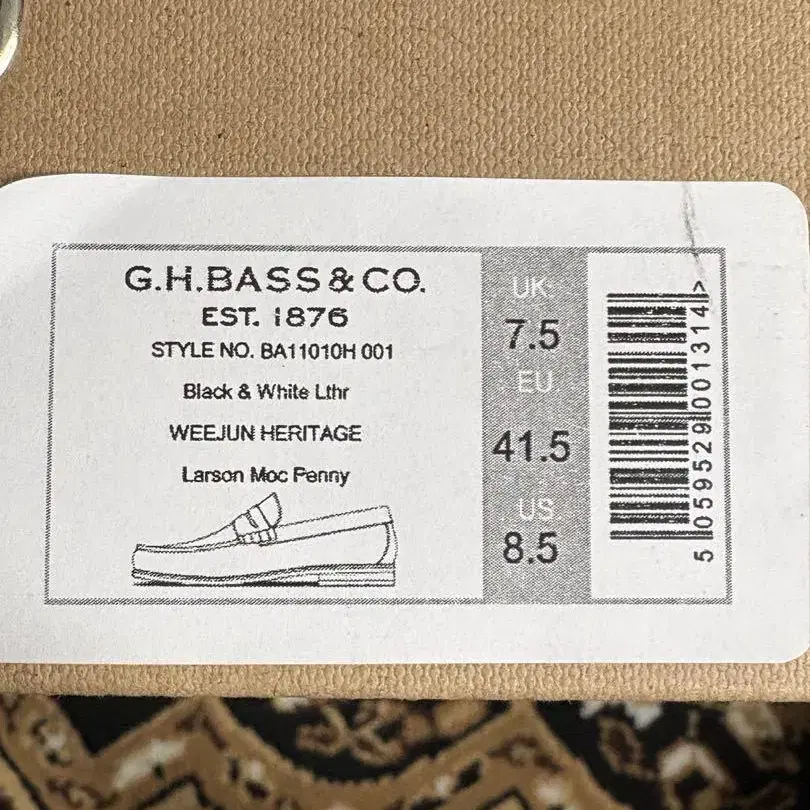 G.H.BASS & CO.
EST. 1876
STYLE NO. BA11010H 001
Black & White Lthr
WEEJUN HERITAGE
Larson Moc Penny
UK
7.5
EU
41.5
US
8.5
5 059529 001314 >